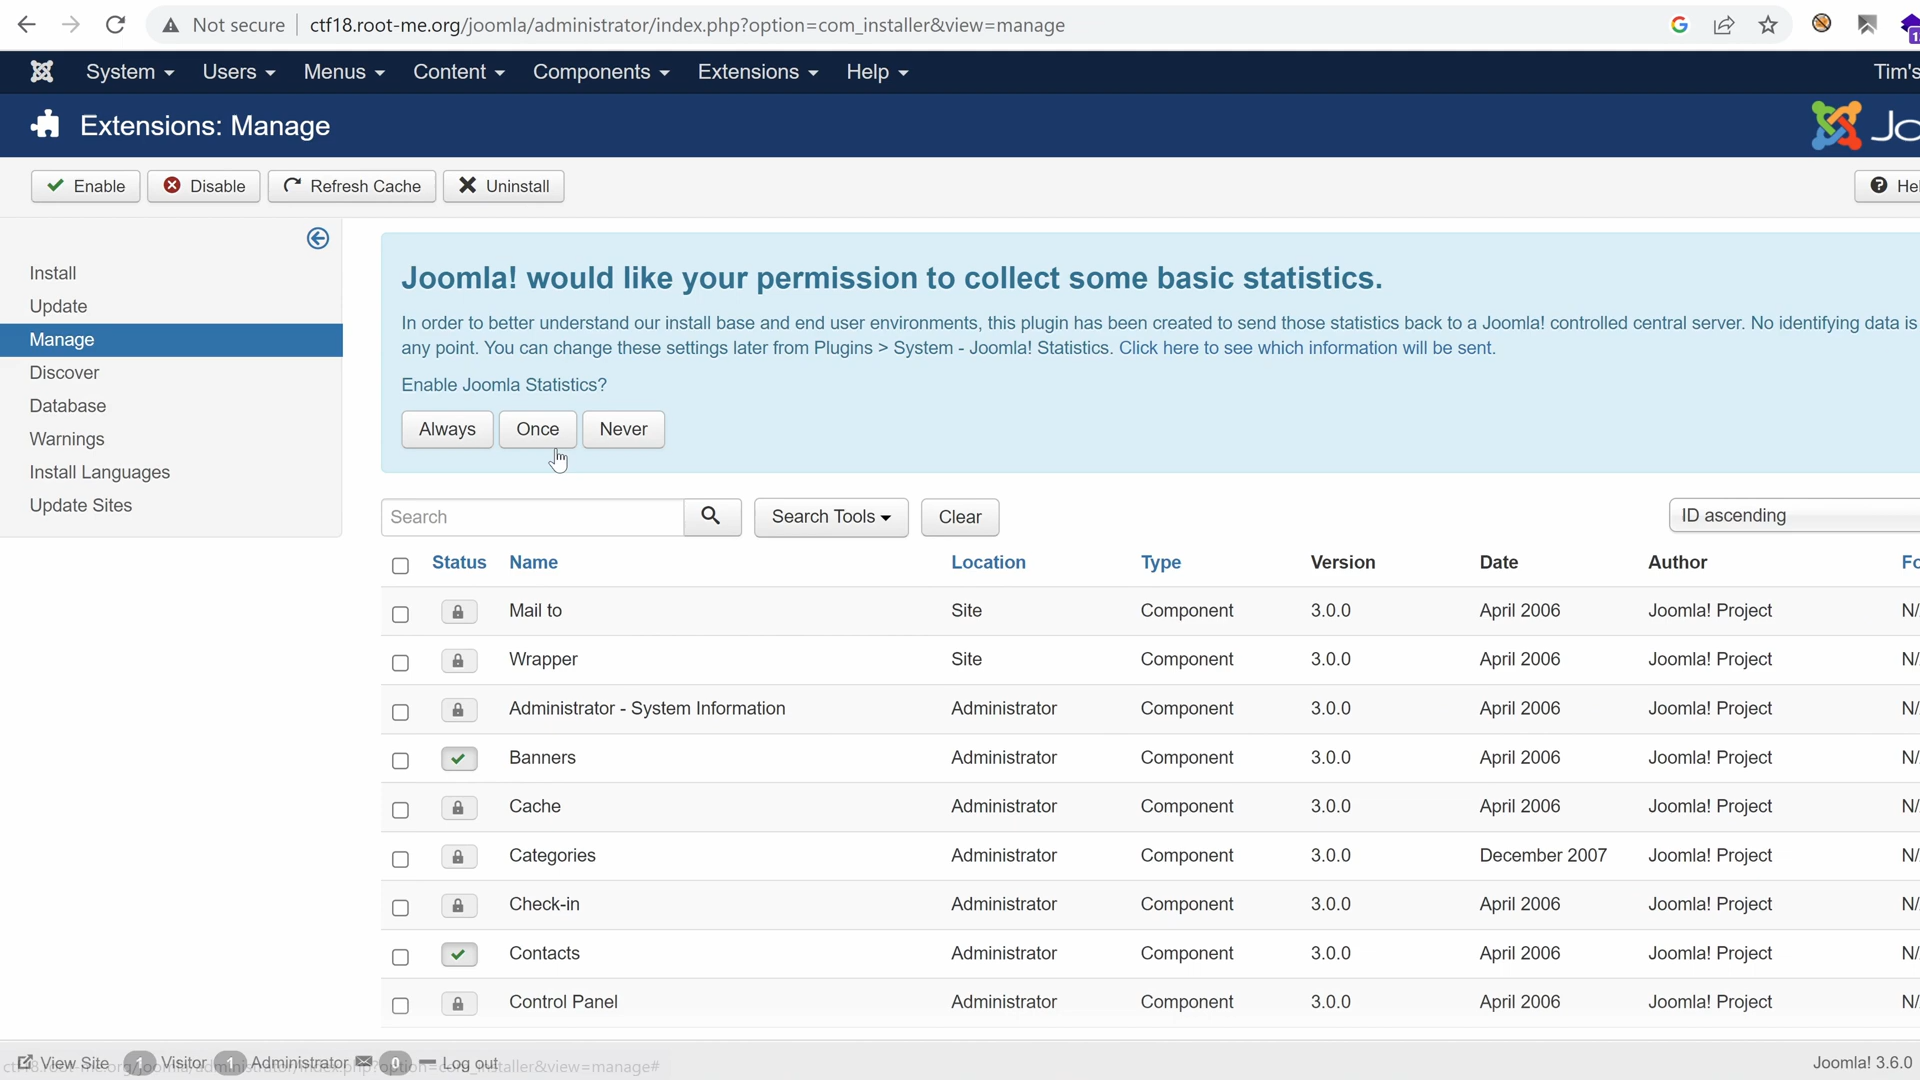 Not secure ctf18.root-me.org/joomla/administrator/index.php?option=com_installer&view=manage
System Users Menus Content Components Extensions Help Tim's
Extensions: Manage
Enable Disable Refresh Cache Uninstall
Install
Update
Manage
Discover
Database
Warnings
Install Languages
Update Sites
Joomla! would like your permission to collect some basic statistics.
In order to better understand our install base and end user environments, this plugin has been created to send those statistics back to a Joomla! controlled central server. No identifying data is
any point. You can change these settings later from Plugins > System - Joomla! Statistics. Click here to see which information will be sent.
Enable Joomla Statistics?
Always Once Never
Search Search Tools Clear ID ascending
Status Name Location Type Version Date Author
Mail to Site Component 3.0.0 April 2006 Joomla! Project N/
Wrapper Site Component 3.0.0 April 2006 Joomla! Project N/
Administrator - System Information Administrator Component 3.0.0 April 2006 Joomla! Project N/
Banners Administrator Component 3.0.0 April 2006 Joomla! Project N/
Cache Administrator Component 3.0.0 April 2006 Joomla! Project N/
Categories Administrator Component 3.0.0 December 2007 Joomla! Project N/
Check-in Administrator Component 3.0.0 April 2006 Joomla! Project N/
Contacts Administrator Component 3.0.0 April 2006 Joomla! Project N/
Control Panel Administrator Component 3.0.0 April 2006 Joomla! Project N/
View Site 1 Visitor 1 Administrator 0 Log out Joomla! 3.6.0